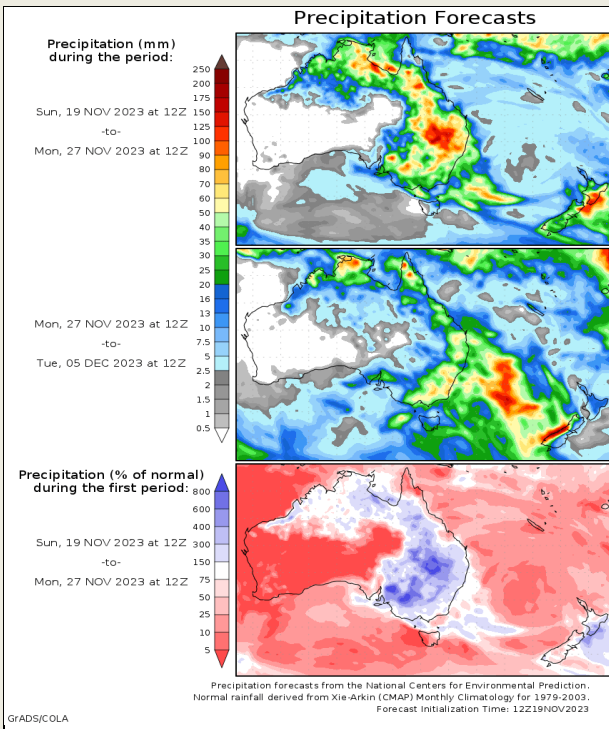 Precipitation Forecasts
Precipitation (mm)
during the period:
Sun, 19 NOV 2023 at 12Z
-to-
Mon, 27 NOV 2023 at 12Z
250
200
175
150
125
100
90
80
70
60
50
40
35
30
25
20
16
13
10
7.5
5
2.5
2
1.5
1
0.5
Mon, 27 NOV 2023 at 12Z
-to-
Tue, 05 DEC 2023 at 12Z
Precipitation (% of normal)
during the first period:
Sun, 19 NOV 2023 at 12Z
-to-
Mon, 27 NOV 2023 at 12Z
800
600
400
300
150
75
50
25
10
5
Precipitation forecasts from the National Centers for Environmental Prediction.
Normal rainfall derived from Xie-Arkin (CMAP) Monthly Climatology for 1979-2003.
Forecast Initialization Time: 12Z19NOV2023
GrADS/COLA